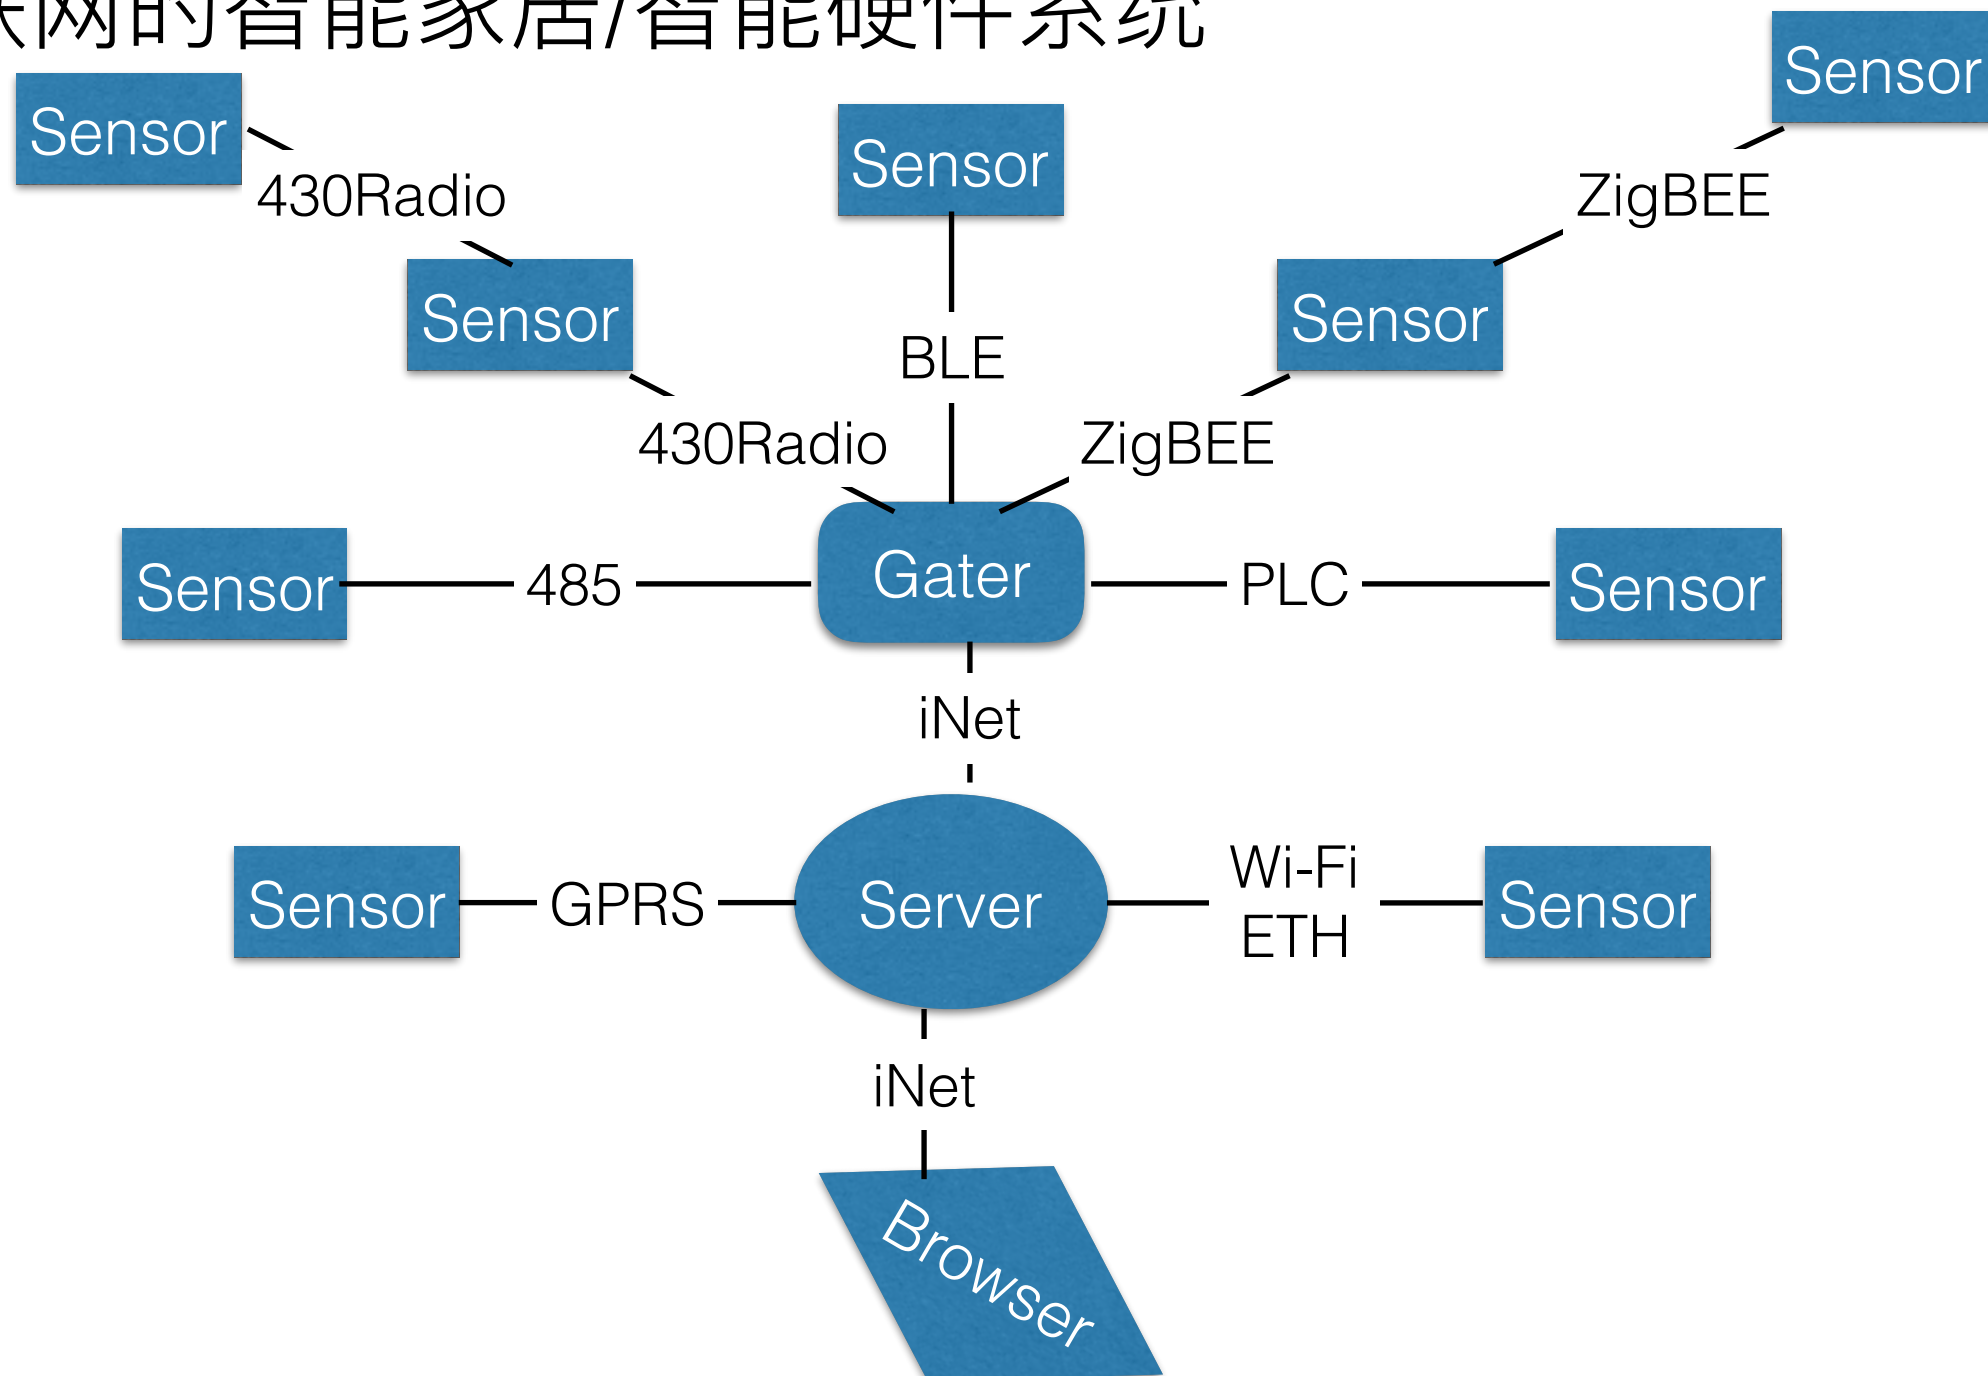 联网的智能家居/智能硬件系统
Sensor
Sensor
Sensor
430Radio
ZigBEE
Sensor
Sensor
BLE
430Radio
ZigBEE
Sensor
485
Gater
PLC
Sensor
iNet
Sensor
GPRS
Server
Wi-Fi
ETH
Sensor
iNet
Browser